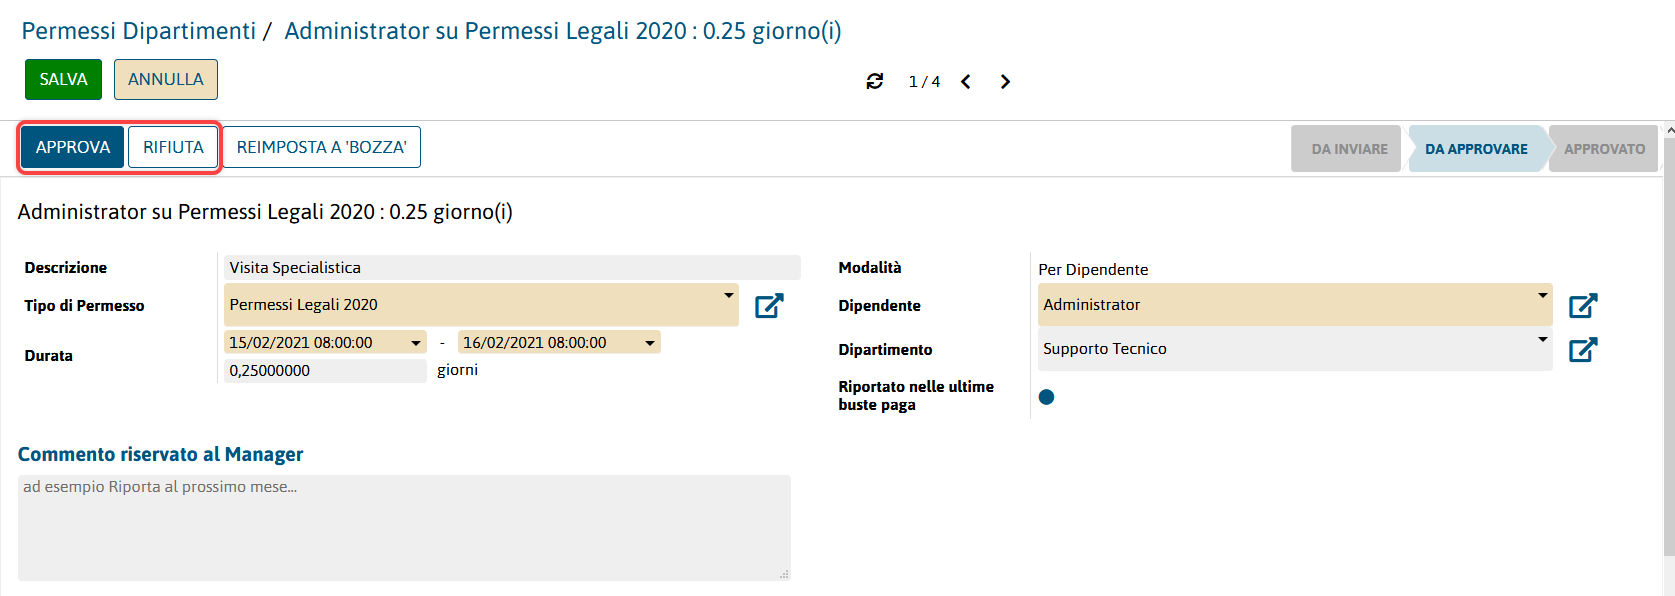 Permessi Dipartimenti / Administrator su Permessi Legali 2020 : 0.25 giorno(i)
SALVA ANNULLA 1 / 4
APPROVA RIFIUTA REIMPOSTA A 'BOZZA' DA INVIARE DA APPROVARE APPROVATO
Administrator su Permessi Legali 2020 : 0.25 giorno(i)
Descrizione Visita Specialistica
Tipo di Permesso Permessi Legali 2020
Durata 15/02/2021 08:00:00 - 16/02/2021 08:00:00
0,25000000 giorni
Modalità Per Dipendente
Dipendente Administrator
Dipartimento Supporto Tecnico
Riportato nelle ultime
buste paga
Commento riservato al Manager
ad esempio Riporta al prossimo mese...